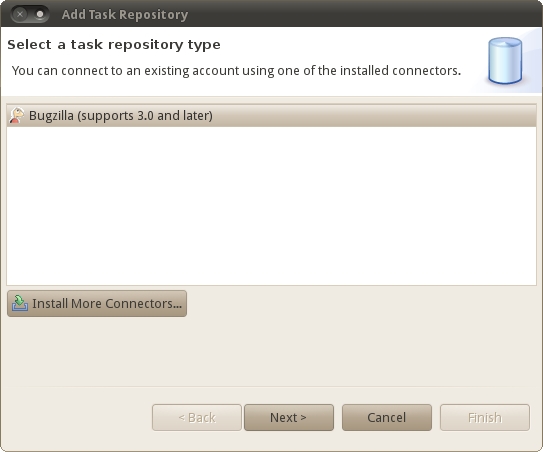 Add Task Repository
Select a task repository type
You can connect to an existing account using one of the installed connectors.
Bugzilla (supports 3.0 and later)
Install More Connectors...
< Back
Next >
Cancel
Finish